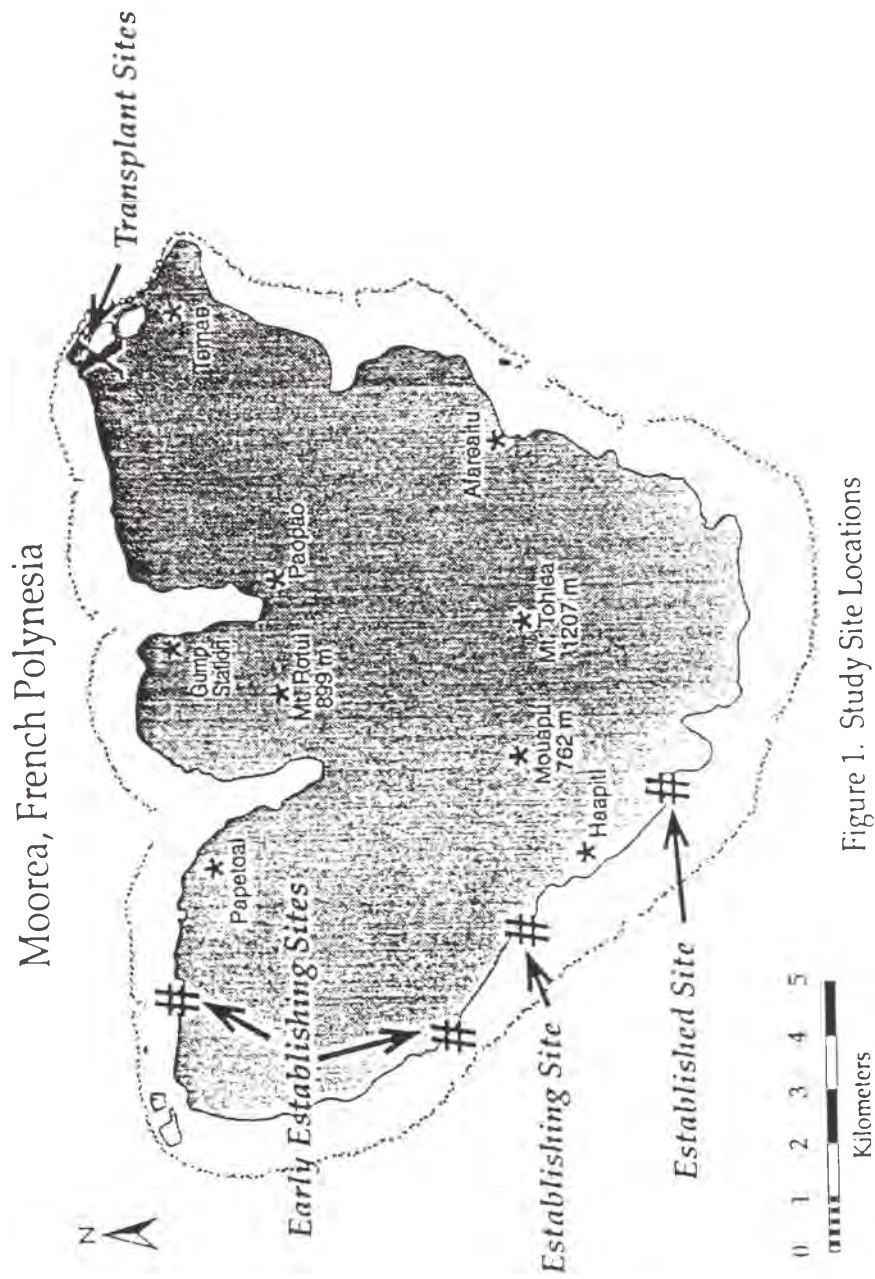 Moorea, French Polynesia
N
Transplant Sites
Temae
Papetoai
Gump
Station
Mt. Rotui
899 m
Paopao
Early Establishing Sites
Afareaitu
Mouapu
762 m
Mt. Tohiea
1207 m
Haapiti
Establishing Site
Established Site
0 1 2 3 4 5
Kilometers
Figure 1. Study Site Locations